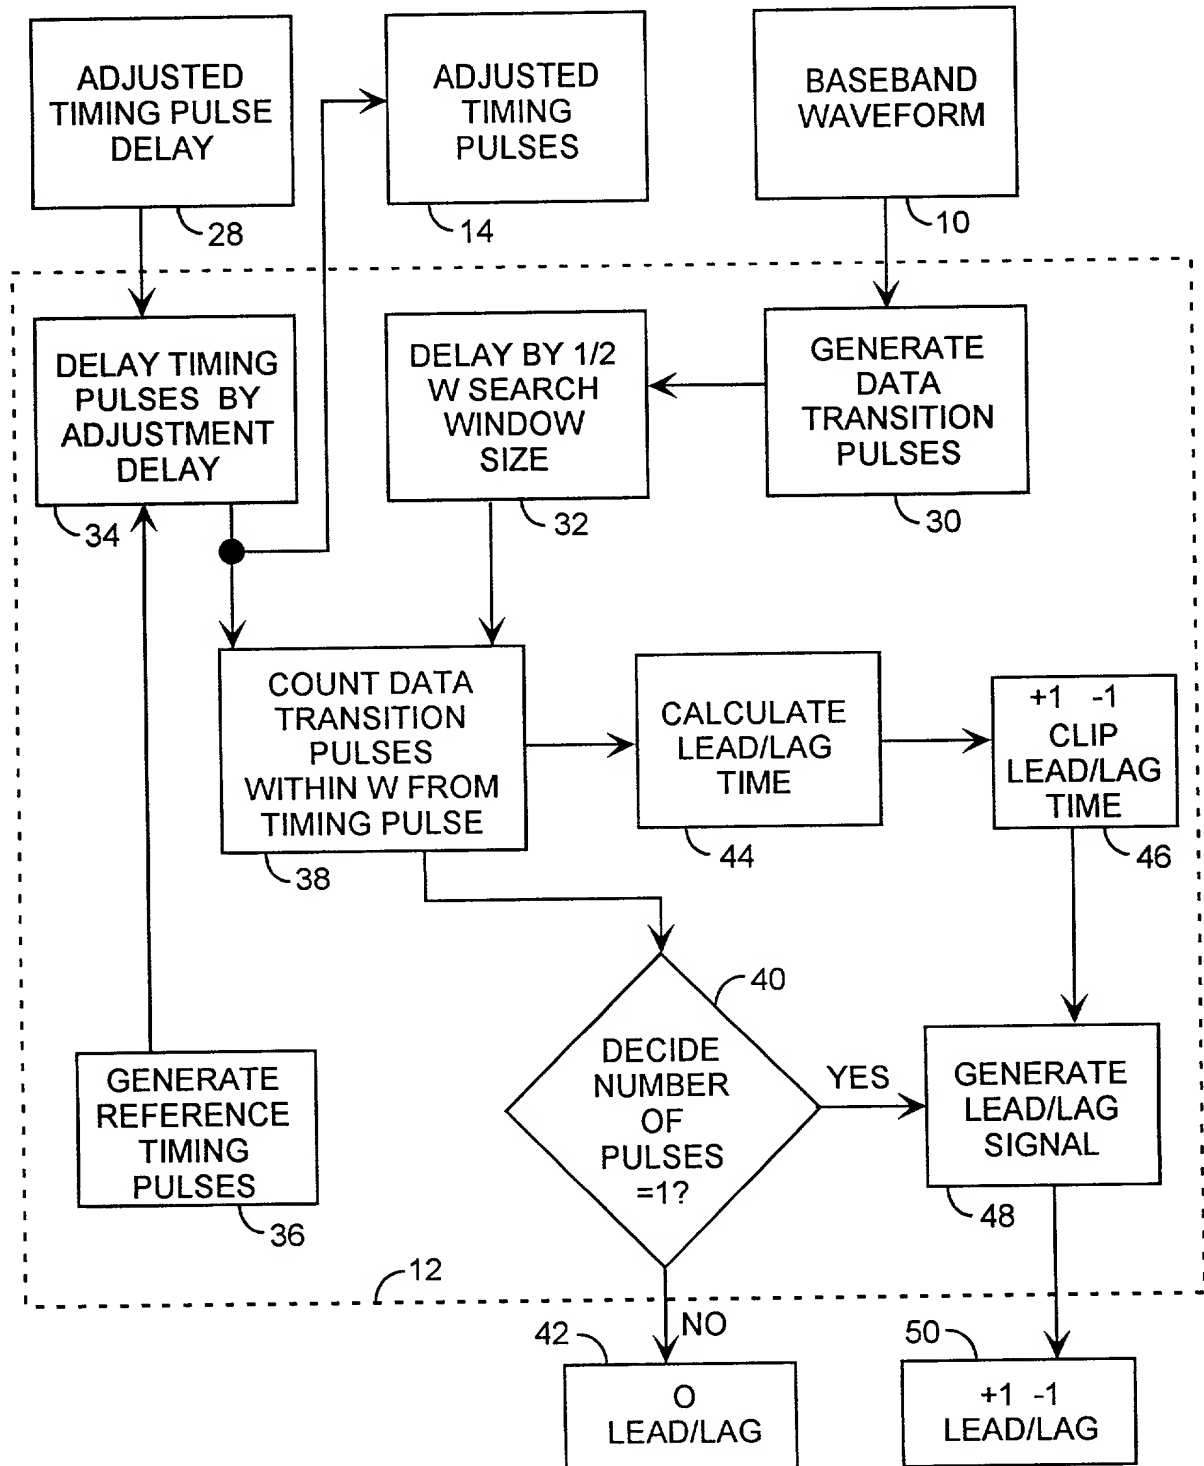 ADJUSTED
TIMING PULSE
DELAY
28
ADJUSTED
TIMING
PULSES
14
BASEBAND
WAVEFORM
10
DELAY TIMING
PULSES BY
ADJUSTMENT
DELAY
34
DELAY BY 1/2
W SEARCH
WINDOW
SIZE
32
GENERATE
DATA
TRANSITION
PULSES
30
COUNT DATA
TRANSITION
PULSES
WITHIN W FROM
TIMING PULSE
38
CALCULATE
LEAD/LAG
TIME
44
+1 -1
CLIP
LEAD/LAG
TIME
46
GENERATE
REFERENCE
TIMING
PULSES
36
40
DECIDE
NUMBER
OF
PULSES
=1?
YES
GENERATE
LEAD/LAG
SIGNAL
48
12
NO
42
O
LEAD/LAG
50
+1 -1
LEAD/LAG